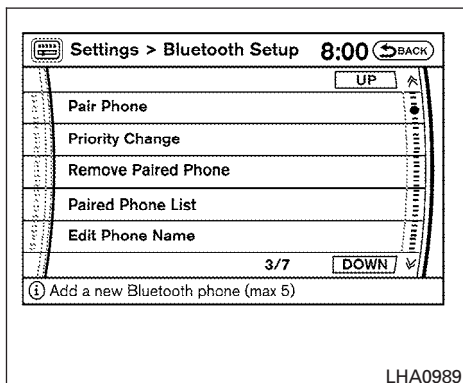 Settings > Bluetooth Setup 8:00 BACK
UP
Pair Phone
Priority Change
Remove Paired Phone
Paired Phone List
Edit Phone Name
3/7 DOWN
i Add a new Bluetooth phone (max 5)
LHA0989